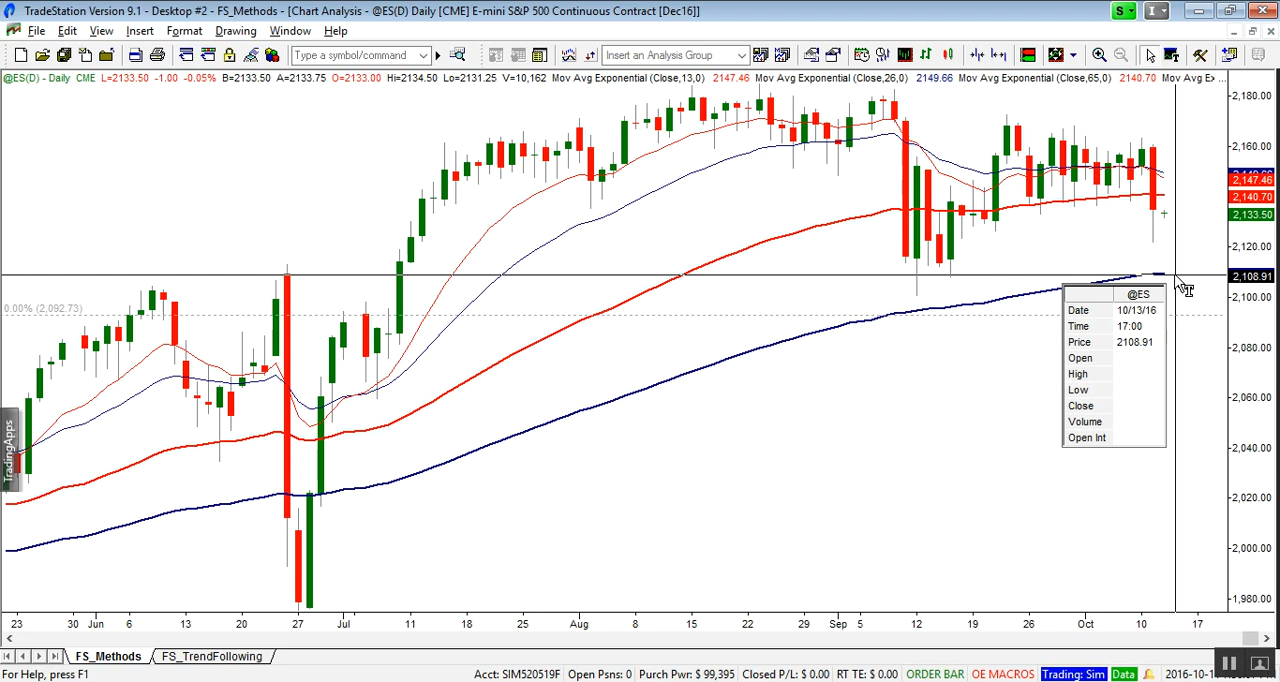 TradeStation Version 9.1 - Desktop #2 - FS_Methods - [Chart Analysis - @ES(D) Daily [CME] E-mini S&P 500 Continuous Contract [Dec16]]
S I
File Edit View Insert Format Drawing Window Help
Type a symbol/command Insert an Analysis Group
@ES(D) - Daily CME L=2133.50 -1.00 -0.05% B=2133.50 A=2133.75 O=2133.00 Hi=2134.50 Lo=2131.25 V=10,162 Mov Avg Exponential (Close,13,0) 2147.46 Mov Avg Exponential (Close,26,0) 2149.66 Mov Avg Exponential (Close,65,0) 2140.70 Mov Avg Ex ...
2,180.00
2,160.00
2,147.46
2,140.70
2,133.50
2,120.00
2,108.91
2,100.00
2,080.00
2,060.00
2,040.00
2,020.00
2,000.00
1,980.00
0.00% (2,092.73)
@ES
Date 10/13/16
Time 17:00
Price 2108.91
Open
High
Low
Close
Volume
Open Int
TradingApps
23 Jun 6 13 20 27 Jul 11 18 25 Aug 8 15 22 29 Sep 5 12 19 26 Oct 10 17
FS_Methods FS_TrendFollowing
For Help, press F1 Acct: SIM520519F Open Psns: 0 Purch Pwr: $ 99,395 Closed P/L: $ 0.00 RT TE: $ 0.00 ORDER BAR OE MACROS Trading: Sim Data